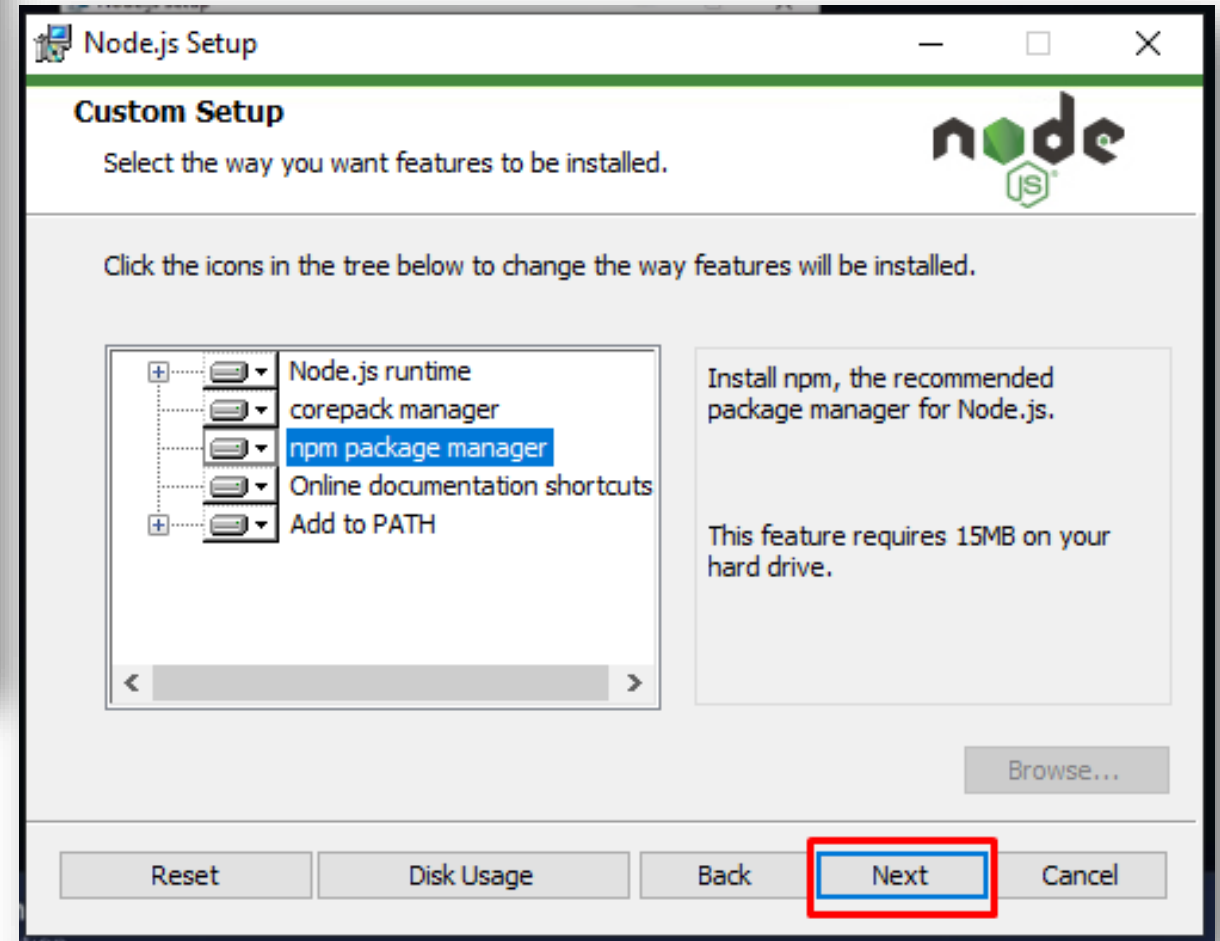 Node.js Setup
Custom Setup
Select the way you want features to be installed.
node
JS
Click the icons in the tree below to change the way features will be installed.
Node.js runtime
corepack manager
npm package manager
Online documentation shortcuts
Add to PATH
Install npm, the recommended
package manager for Node.js.
This feature requires 15MB on your
hard drive.
Browse...
Reset
Disk Usage
Back
Next
Cancel